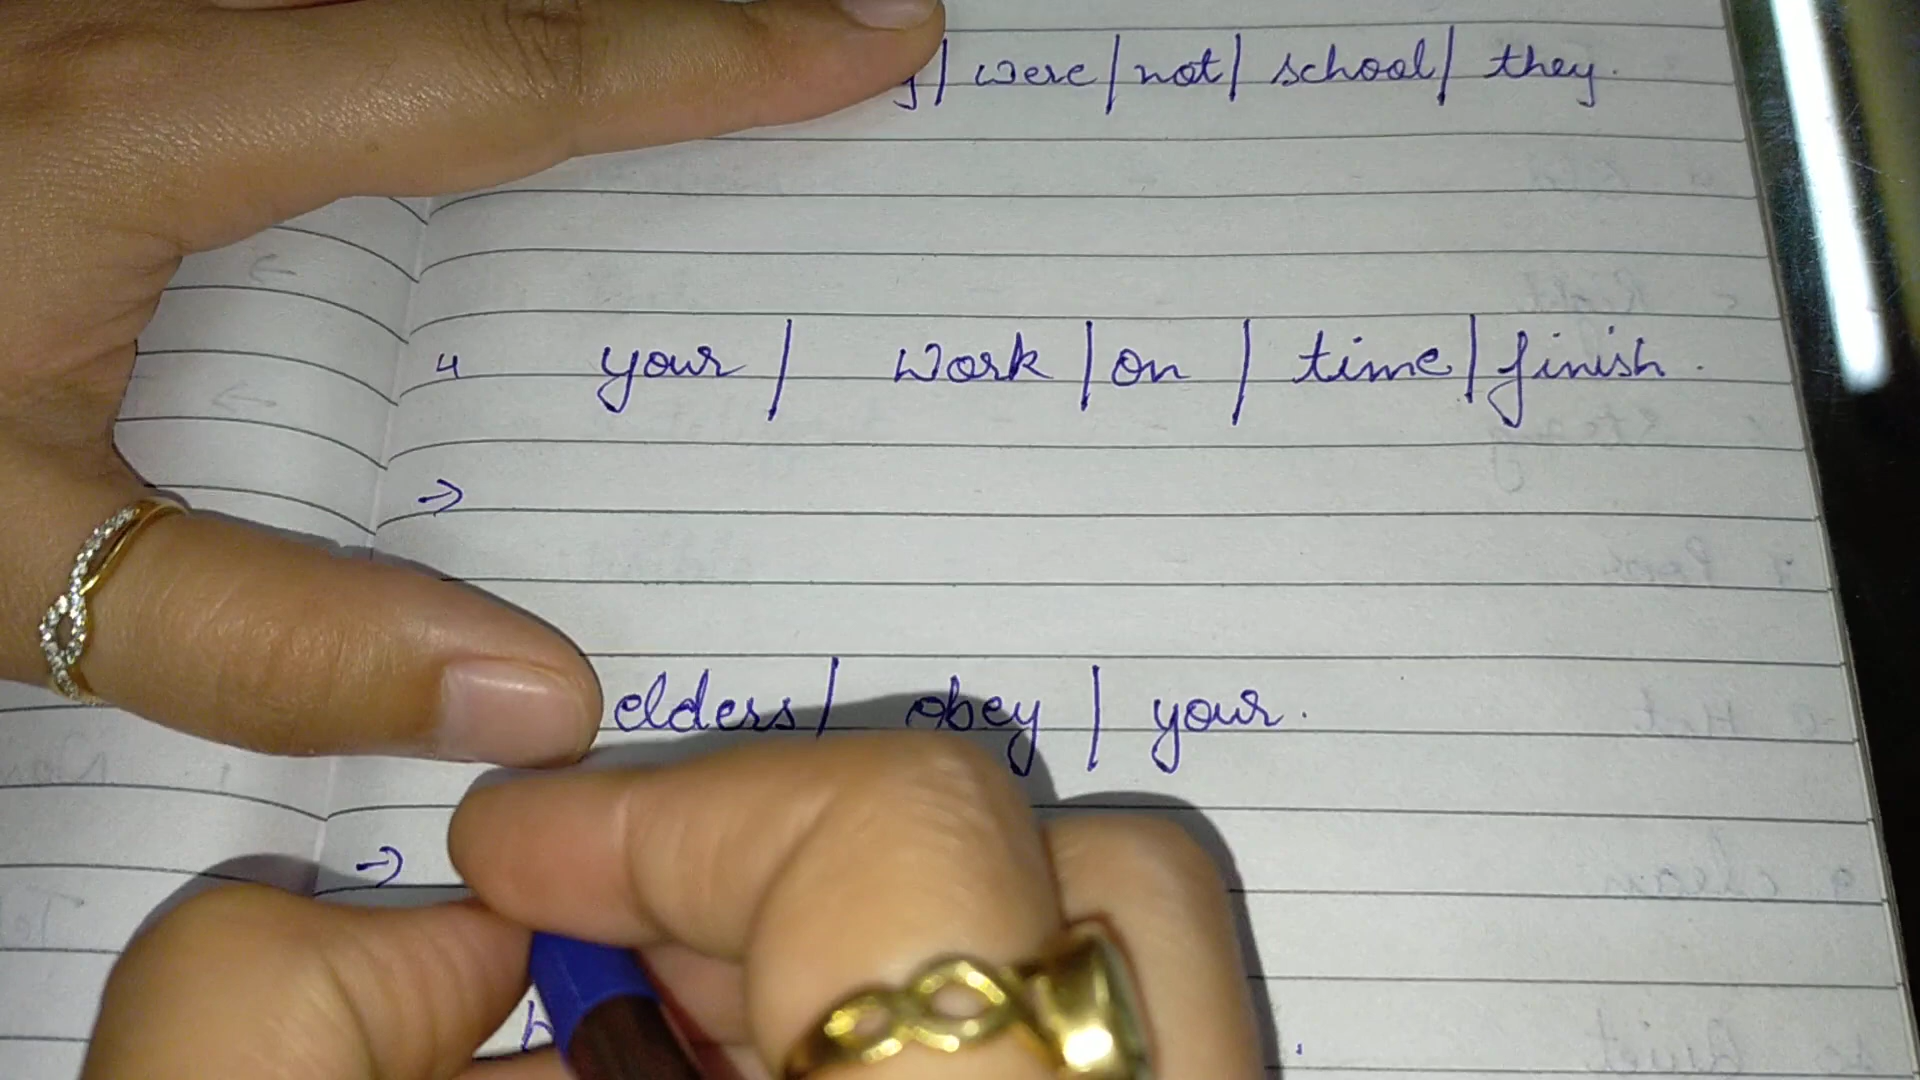 | were | not | school | they.
4 your | work | on | time | finish.
→
elders | obey | your.
→